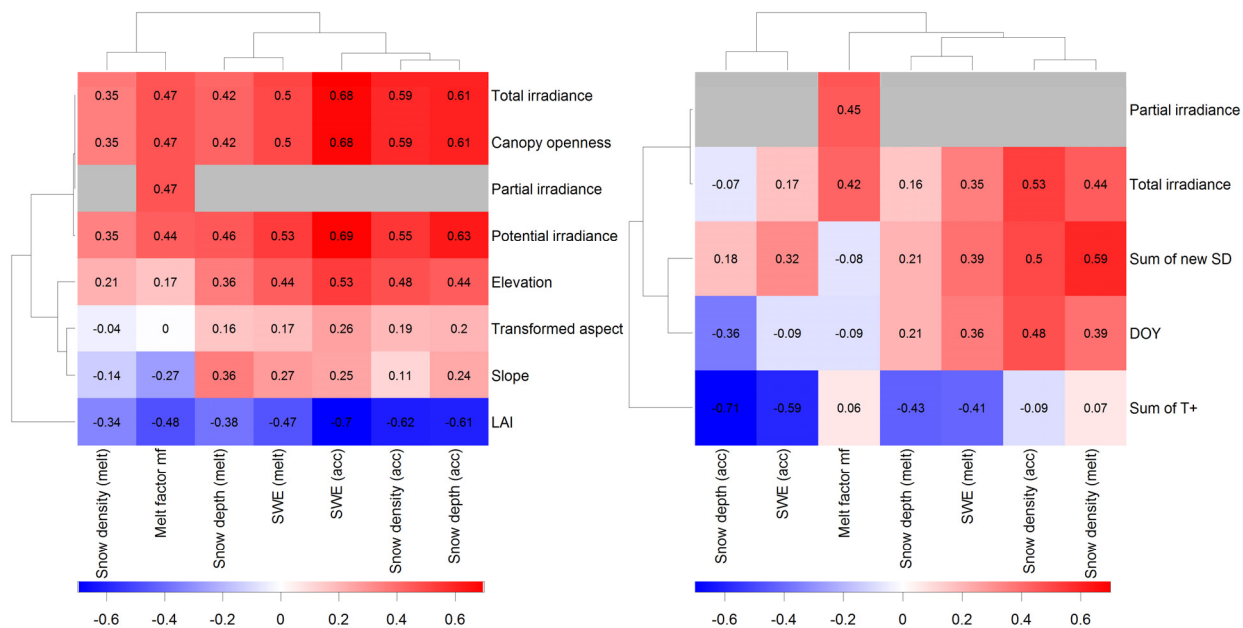 0.35 0.47 0.42 0.5 0.68 0.59 0.61 Total irradiance
0.35 0.47 0.42 0.5 0.68 0.59 0.61 Canopy openness
0.47 Partial irradiance
0.35 0.44 0.46 0.53 0.69 0.55 0.63 Potential irradiance
0.21 0.17 0.36 0.44 0.53 0.48 0.44 Elevation
-0.04 0 0.16 0.17 0.26 0.19 0.2 Transformed aspect
-0.14 -0.27 0.36 0.27 0.25 0.11 0.24 Slope
-0.34 -0.48 -0.38 -0.47 -0.7 -0.62 -0.61 LAI
Snow density (melt)
Melt factor mf
Snow depth (melt)
SWE (melt)
SWE (acc)
Snow density (acc)
Snow depth (acc)
-0.6 -0.4 -0.2 0 0.2 0.4 0.6
0.45 Partial irradiance
-0.07 0.17 0.42 0.16 0.35 0.53 0.44 Total irradiance
0.18 0.32 -0.08 0.21 0.39 0.5 0.59 Sum of new SD
-0.36 -0.09 -0.09 0.21 0.36 0.48 0.39 DOY
-0.71 -0.59 0.06 -0.43 -0.41 -0.09 0.07 Sum of T+
Snow depth (acc)
SWE (acc)
Melt factor mf
Snow depth (melt)
SWE (melt)
Snow density (acc)
Snow density (melt)
-0.6 -0.4 -0.2 0 0.2 0.4 0.6